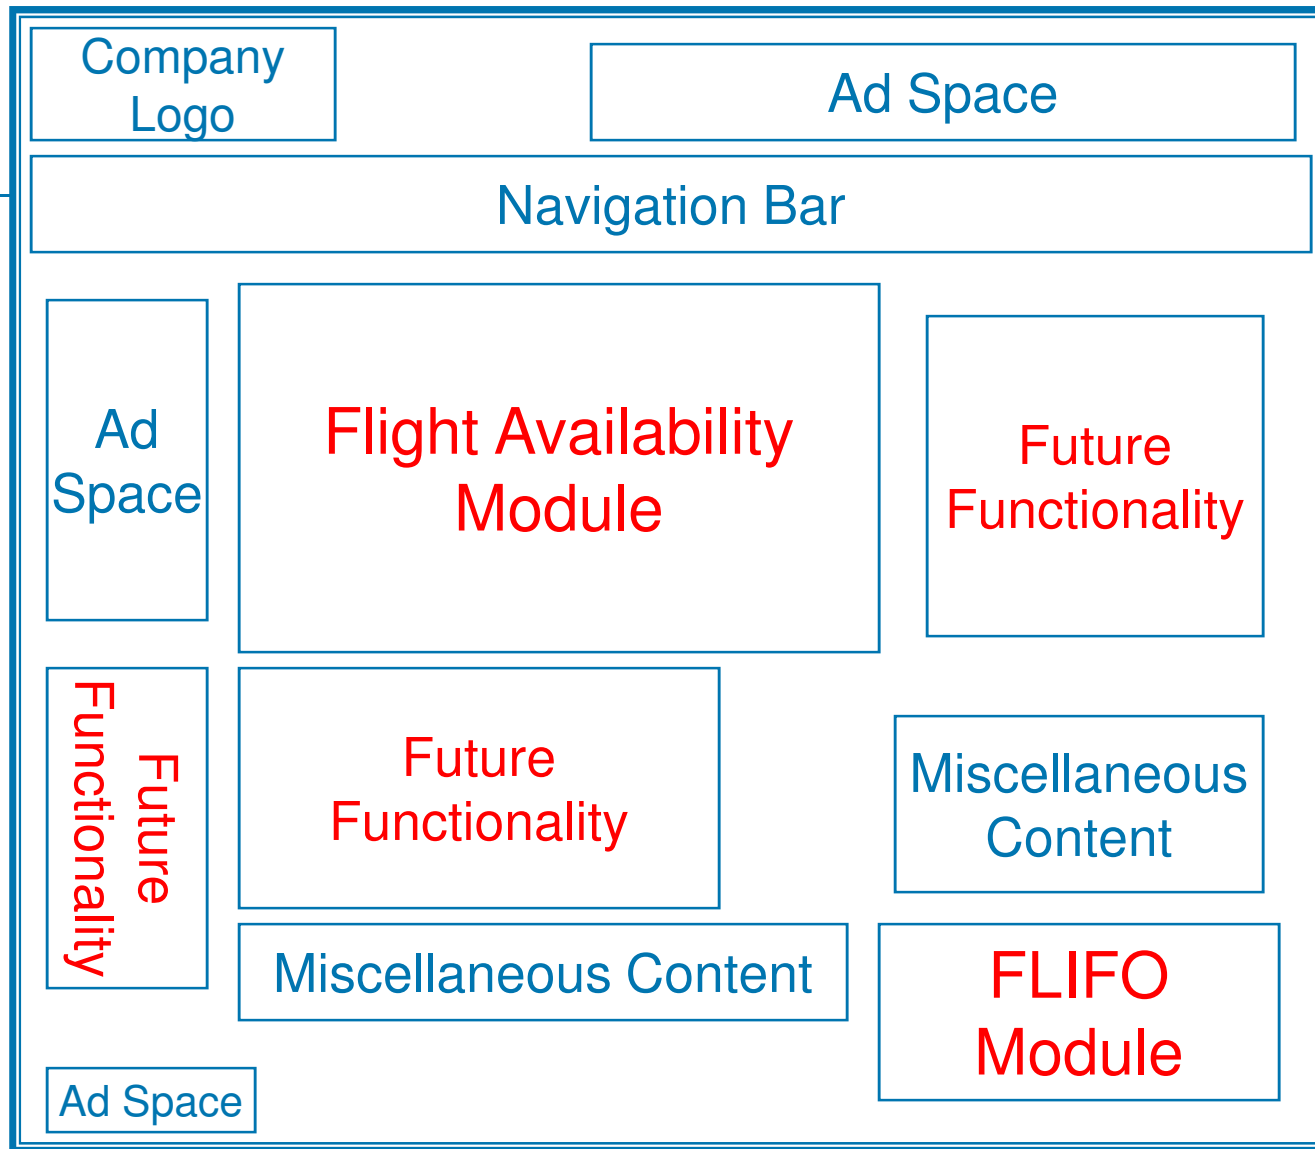 Company
Logo
Ad Space
Navigation Bar
Ad
Space
Flight Availability
Module
Future
Functionality
Future
Functionality
Future
Functionality
Miscellaneous
Content
Miscellaneous Content
FLIFO
Module
Ad Space